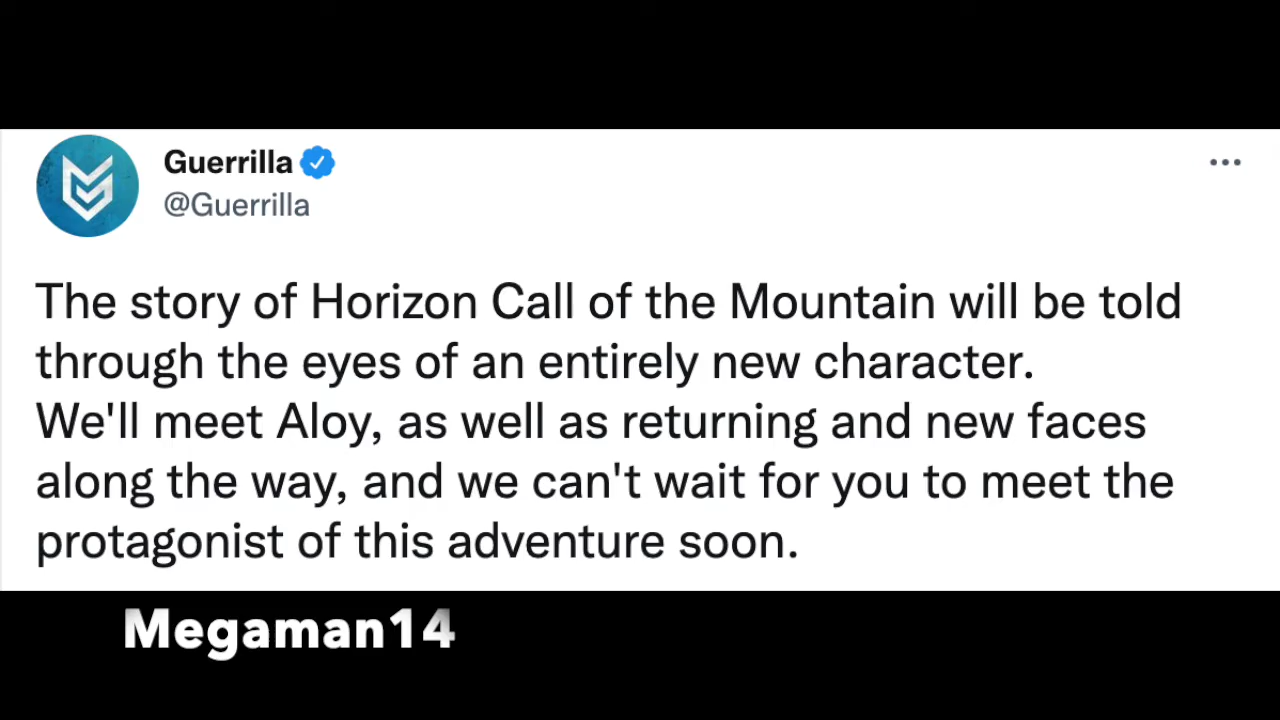 Guerrilla
@Guerrilla
The story of Horizon Call of the Mountain will be told
through the eyes of an entirely new character.
We'll meet Aloy, as well as returning and new faces
along the way, and we can't wait for you to meet the
protagonist of this adventure soon.
Megaman14